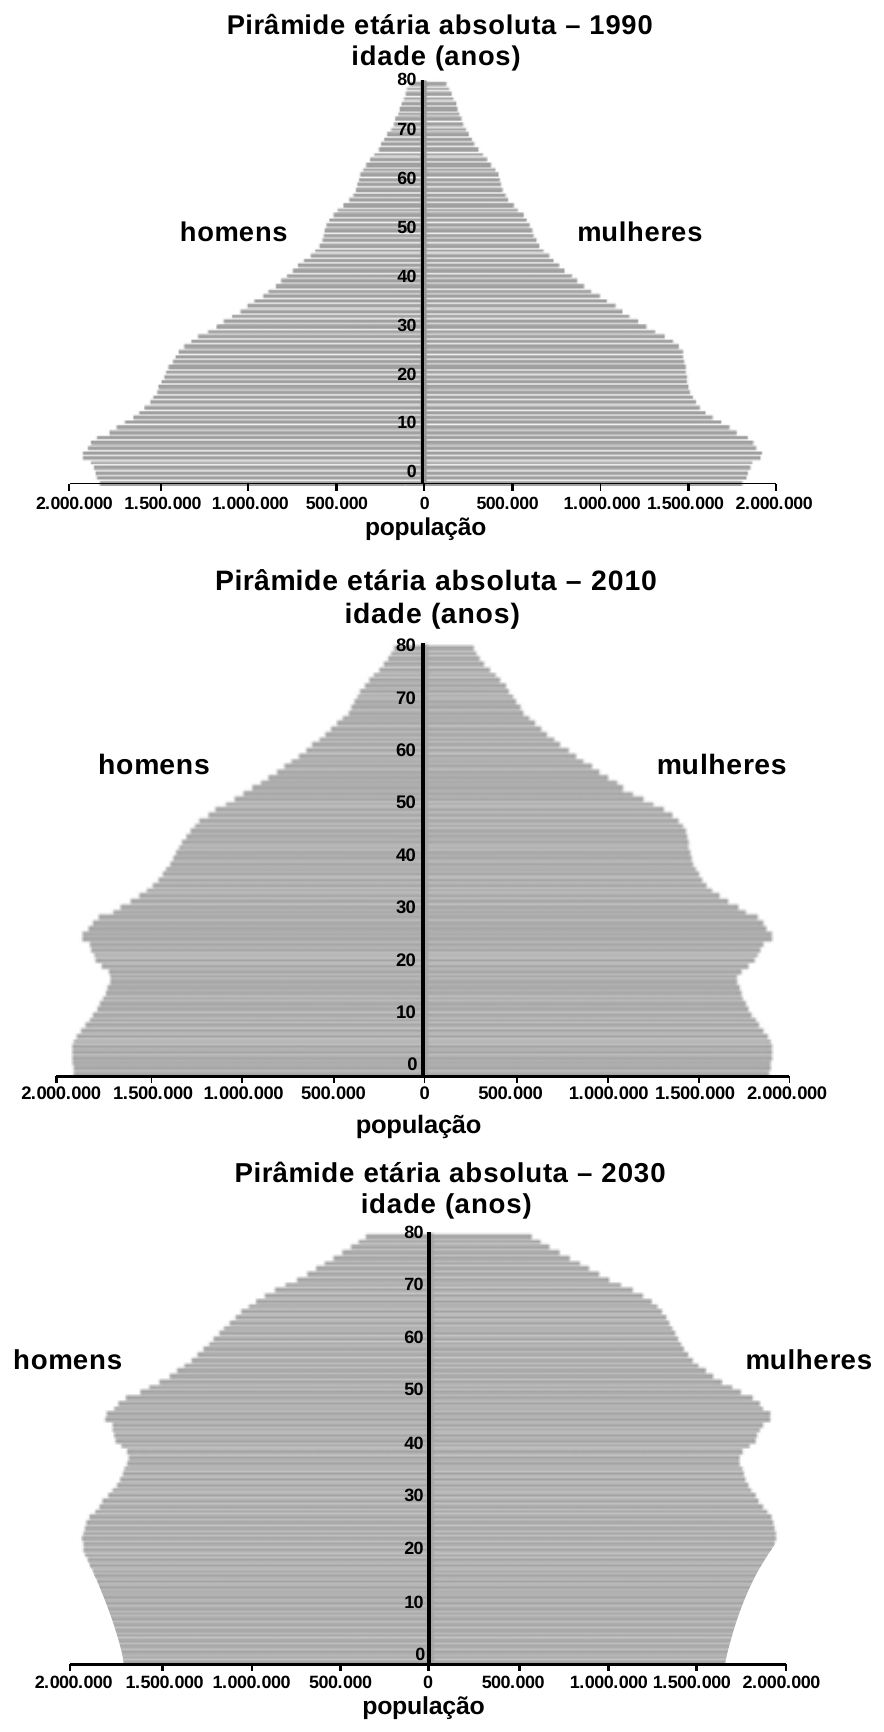 Pirâmide etária absoluta – 1990
idade (anos)
80
70
60
50
homens
mulheres
40
30
20
10
0
2.000.000 1.500.000 1.000.000 500.000 0 500.000 1.000.000 1.500.000 2.000.000
população
Pirâmide etária absoluta – 2010
idade (anos)
80
70
60
homens
mulheres
50
40
30
20
10
0
2.000.000 1.500.000 1.000.000 500.000 0 500.000 1.000.000 1.500.000 2.000.000
população
Pirâmide etária absoluta – 2030
idade (anos)
80
70
60
homens
mulheres
50
40
30
20
10
0
2.000.000 1.500.000 1.000.000 500.000 0 500.000 1.000.000 1.500.000 2.000.000
população